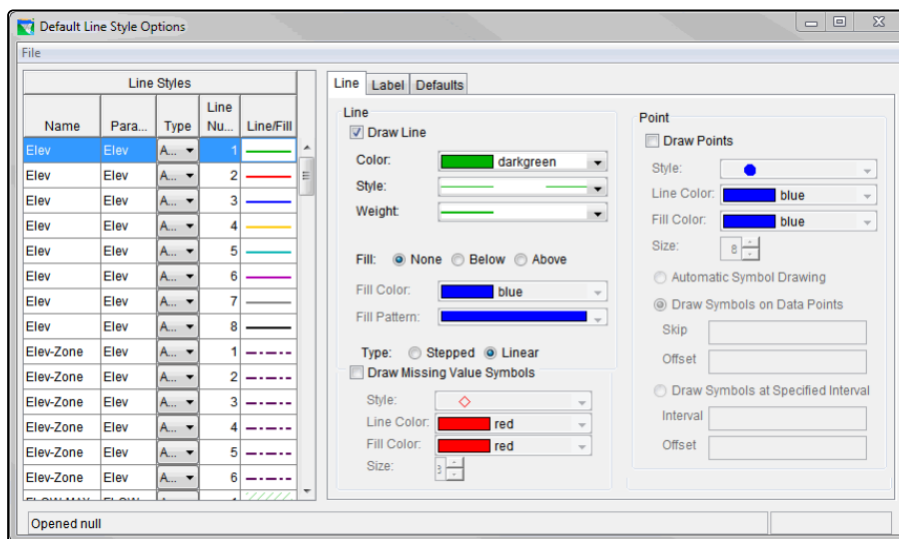 Default Line Style Options
File
Line Styles
Name Para... Type Line Nu... Line/Fill
Elev Elev A... 1
Elev Elev A... 2
Elev Elev A... 3
Elev Elev A... 4
Elev Elev A... 5
Elev Elev A... 6
Elev Elev A... 7
Elev Elev A... 8
Elev-Zone Elev A... 1
Elev-Zone Elev A... 2
Elev-Zone Elev A... 3
Elev-Zone Elev A... 4
Elev-Zone Elev A... 5
Elev-Zone Elev A... 6
Line Label Defaults
Line
Draw Line
Color: darkgreen
Style:
Weight:
Fill: None Below Above
Fill Color: blue
Fill Pattern:
Type: Stepped Linear
Draw Missing Value Symbols
Style:
Line Color: red
Fill Color: red
Size: 3
Point
Draw Points
Style:
Line Color: blue
Fill Color: blue
Size: 8
Automatic Symbol Drawing
Draw Symbols on Data Points
Skip
Offset
Draw Symbols at Specified Interval
Interval
Offset
Opened null